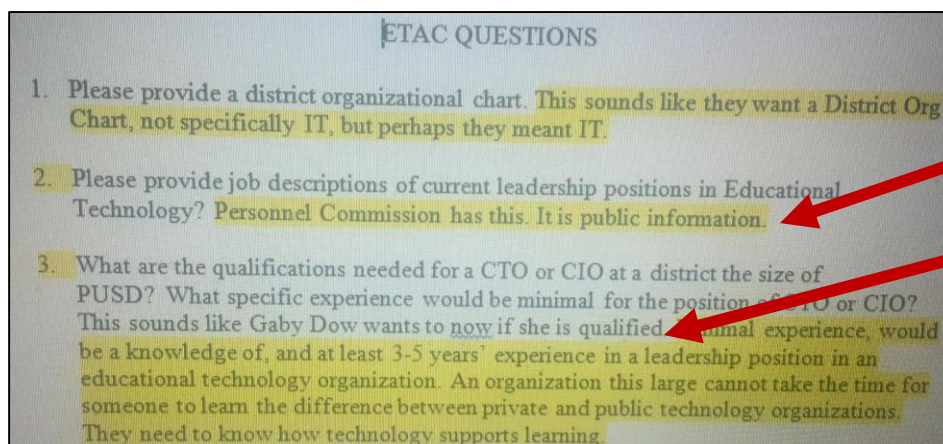 ETAC QUESTIONS
1. Please provide a district organizational chart. This sounds like they want a District Org
Chart, not specifically IT, but perhaps they meant IT.
2. Please provide job descriptions of current leadership positions in Educational
Technology? Personnel Commission has this. It is public information.
3. What are the qualifications needed for a CTO or CIO at a district the size of
PUSD? What specific experience would be minimal for the position of CTO or CIO?
This sounds like Gaby Dow wants to now if she is qualified. Minimal experience, would
be a knowledge of, and at least 3-5 years' experience in a leadership position in an
educational technology organization. An organization this large cannot take the time for
someone to learn the difference between private and public technology organizations.
They need to know how technology supports learning.